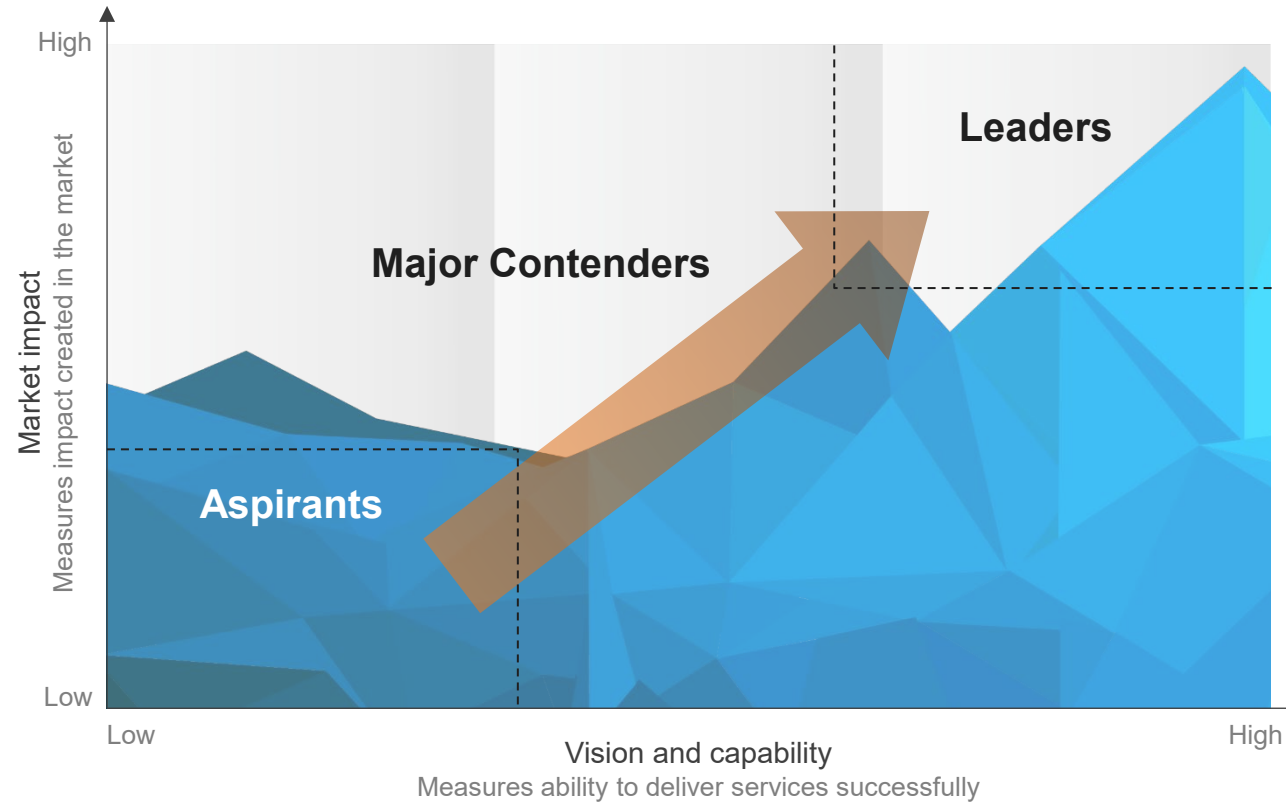 High
Leaders
Major Contenders
Market impact
Measures impact created in the market
Aspirants
Low
Low
High
Vision and capability
Measures ability to deliver services successfully